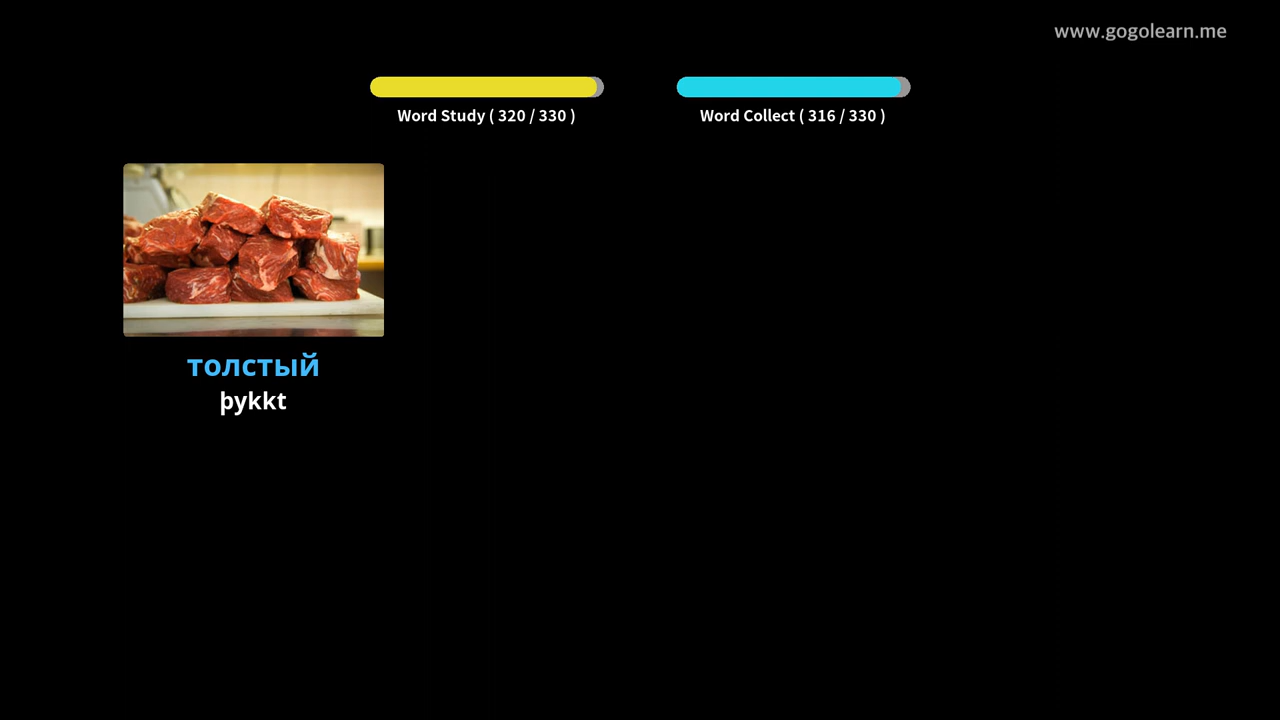 www.gogolearn.me
Word Study ( 320 / 330 )
Word Collect ( 316 / 330 )
толстый
þykkt